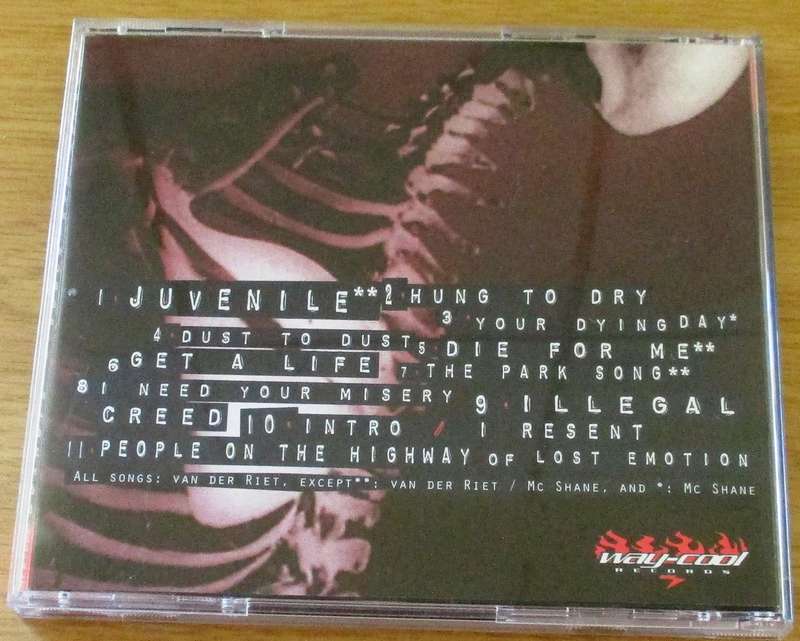 1 JUVENILE** 2 HUNG TO DRY
3 YOUR DYING DAY*
4 DUST TO DUST 5 DIE FOR ME**
6 GET A LIFE 7 THE PARK SONG**
8 I NEED YOUR MISERY 9 ILLEGAL
CREED 10 INTRO / I RESENT
11 PEOPLE ON THE HIGHWAY OF LOST EMOTION
ALL SONGS: VAN DER RIET, EXCEPT**: VAN DER RIET / MC SHANE, AND *: MC SHANE
way-cool
RECORDS